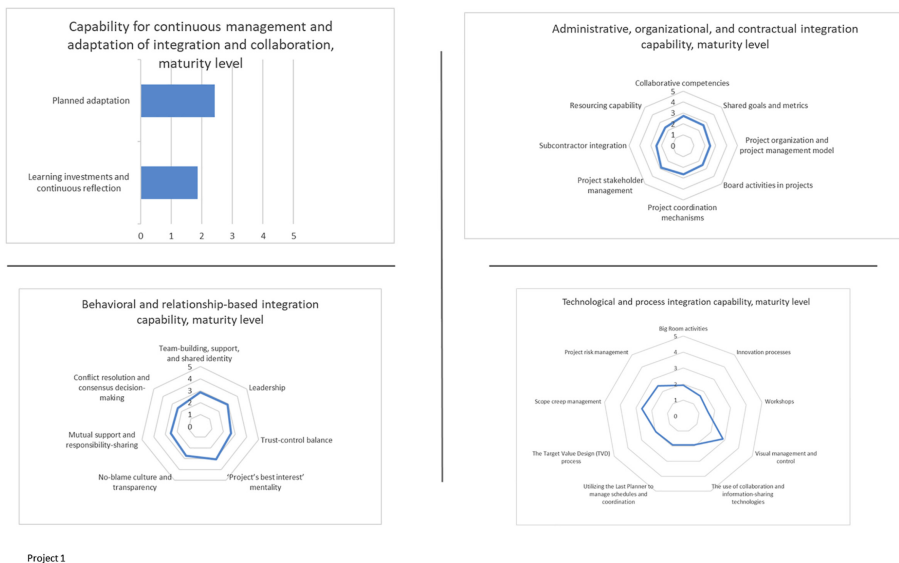 Capability for continuous management and
adaptation of integration and collaboration,
maturity level
Planned adaptation
Learning investments and
continuous reflection
0 1 2 3 4 5
Administrative, organizational, and contractual integration
capability, maturity level
Collaborative competencies
5
4
3
2
1
0
Resourcing capability
Shared goals and metrics
Subcontractor integration
Project organization and
project management model
Project stakeholder
management
Board activities in projects
Project coordination
mechanisms
Behavioral and relationship-based integration
capability, maturity level
Team-building, support,
and shared identity
5
4
3
2
1
0
Conflict resolution and
consensus decision-
making
Leadership
Mutual support and
responsibility-sharing
Trust-control balance
No-blame culture and
transparency
‘Project’s best interest’
mentality
Technological and process integration capability, maturity level
Big Room activities
5
4
3
2
1
0
Project risk management
Innovation processes
Scope creep management
Workshops
The Target Value Design (TVD)
process
Visual management and
control
Utilizing the Last Planner to
manage schedules and
coordination
The use of collaboration and
information-sharing
technologies
Project 1